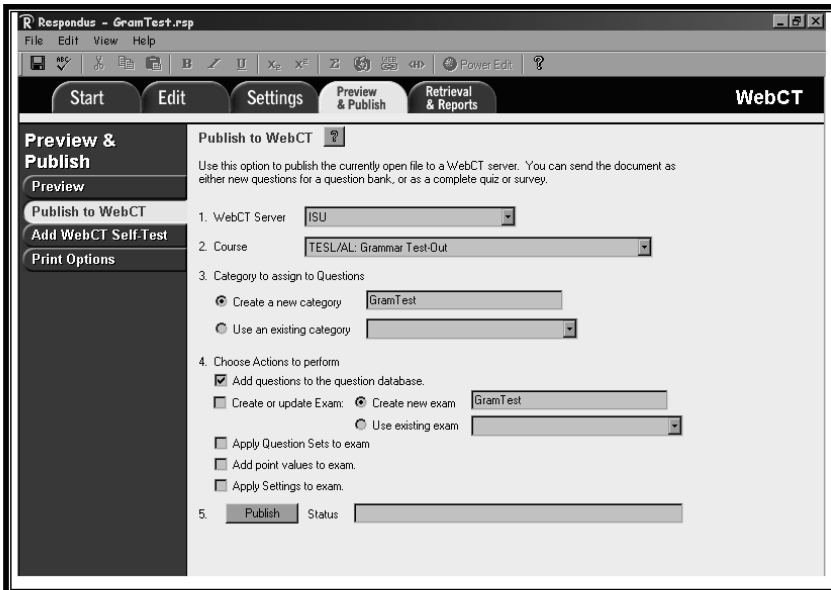 Respondus - GramTest.rsp
File Edit View Help
ABC B I U X₂ X² Σ WEB <H> Power Edit ?
Start Edit Settings Preview & Publish Retrieval & Reports WebCT
Preview & Publish
Preview
Publish to WebCT
Add WebCT Self-Test
Print Options
Publish to WebCT ?
Use this option to publish the currently open file to a WebCT server. You can send the document as
either new questions for a question bank, or as a complete quiz or survey.
1. WebCT Server ISU
2. Course TESL/AL: Grammar Test-Out
3. Category to assign to Questions
Create a new category GramTest
Use an existing category
4. Choose Actions to perform
Add questions to the question database.
Create or update Exam: Create new exam GramTest
Use existing exam
Apply Question Sets to exam
Add point values to exam.
Apply Settings to exam.
5. Publish Status